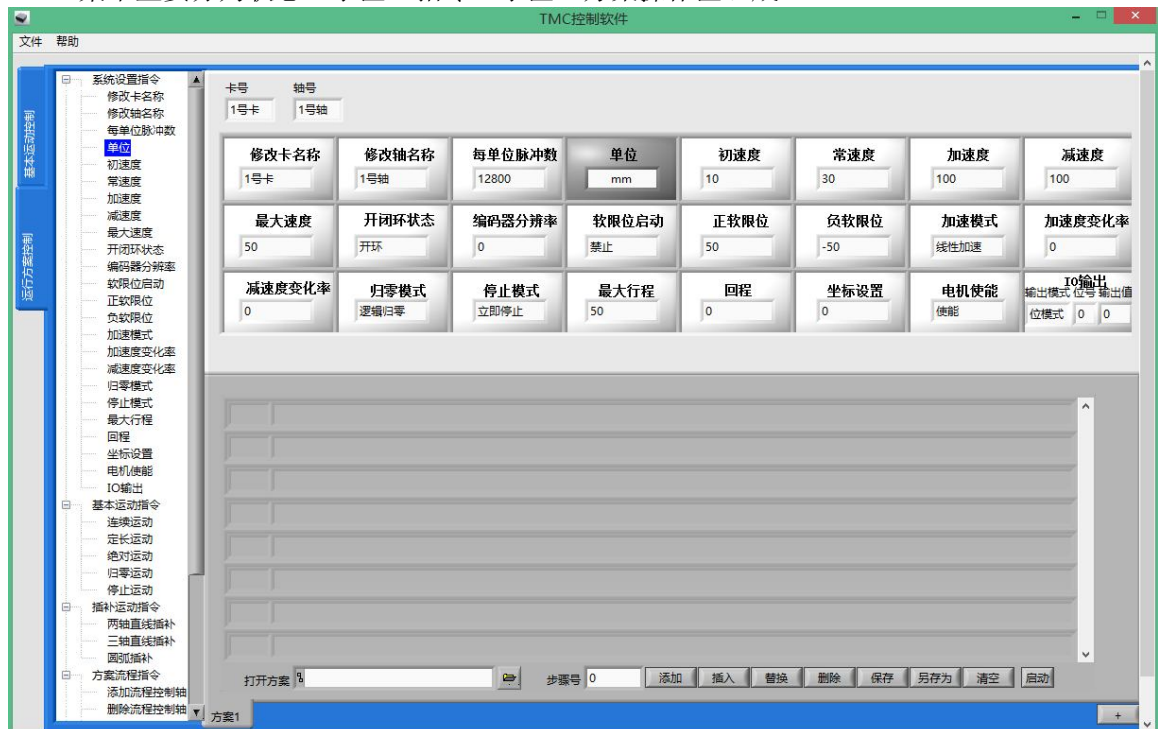 TMC控制软件
文件 帮助
基本运动控制
运行方案控制
系统设置指令
修改卡名称
修改轴名称
每单位脉冲数
单位
初速度
常速度
加速度
减速度
最大速度
开闭环状态
编码器分辨率
软限位启动
正软限位
负软限位
加速模式
加速度变化率
减速度变化率
归零模式
停止模式
最大行程
回程
坐标设置
电机使能
IO输出
基本运动指令
连续运动
定长运动
绝对运动
归零运动
停止运动
插补运动指令
两轴直线插补
三轴直线插补
圆弧插补
方案流程指令
添加流程控制轴
删除流程控制轴
卡号 轴号
1号卡 1号轴
修改卡名称 修改轴名称 每单位脉冲数 单位 初速度 常速度 加速度 减速度
1号卡 1号轴 12800 mm 10 30 100 100
最大速度 开闭环状态 编码器分辨率 软限位启动 正软限位 负软限位 加速模式 加速度变化率
50 开环 0 禁止 50 -50 线性加速 0
减速度变化率 归零模式 停止模式 最大行程 回程 坐标设置 电机使能 IO输出
输出模式 位号 输出值
0 逻辑归零 立即停止 50 0 0 使能 位模式 0 0
打开方案 步骤号 0 添加 插入 替换 删除 保存 另存为 清空 启动
方案1 +